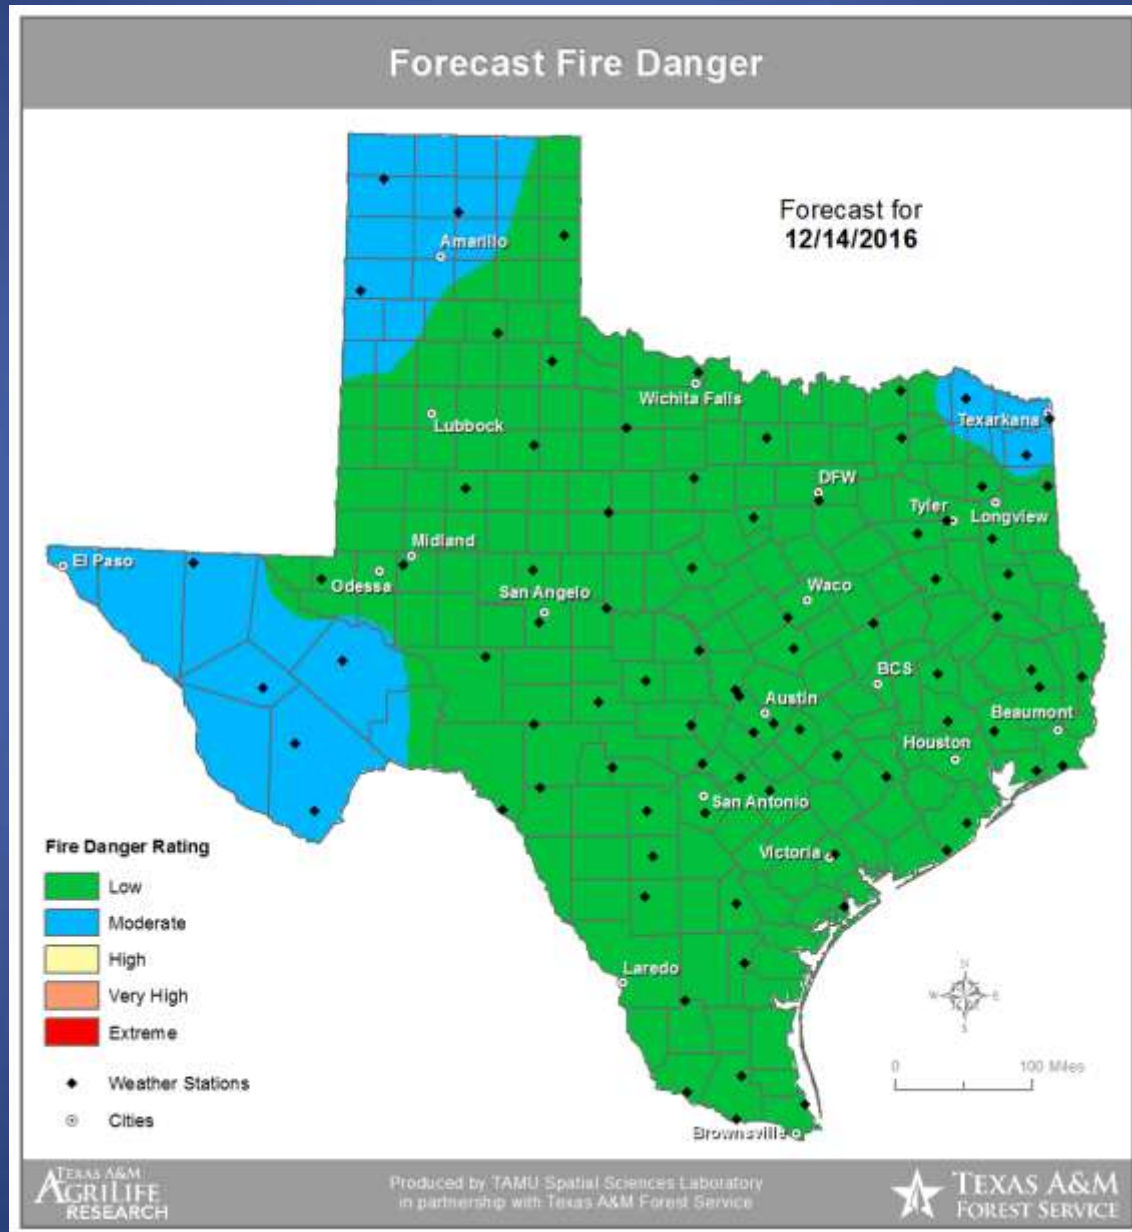 Forecast Fire Danger
Forecast for
12/14/2016
Amarillo
Wichita Falls
Lubbock
Texarkana
DFW
Tyler
Longview
Midland
El Paso
Odessa
San Angelo
Waco
BCS
Austin
Beaumont
Houston
San Antonio
Victoria
Laredo
Brownsville
Fire Danger Rating
Low
Moderate
High
Very High
Extreme
Weather Stations
Cities
N
W
E
S
0
100 Miles
TEXAS A&M
AGRILIFE
RESEARCH
Produced by TAMU Spatial Sciences Laboratory
in partnership with Texas A&M Forest Service
TEXAS A&M
FOREST SERVICE